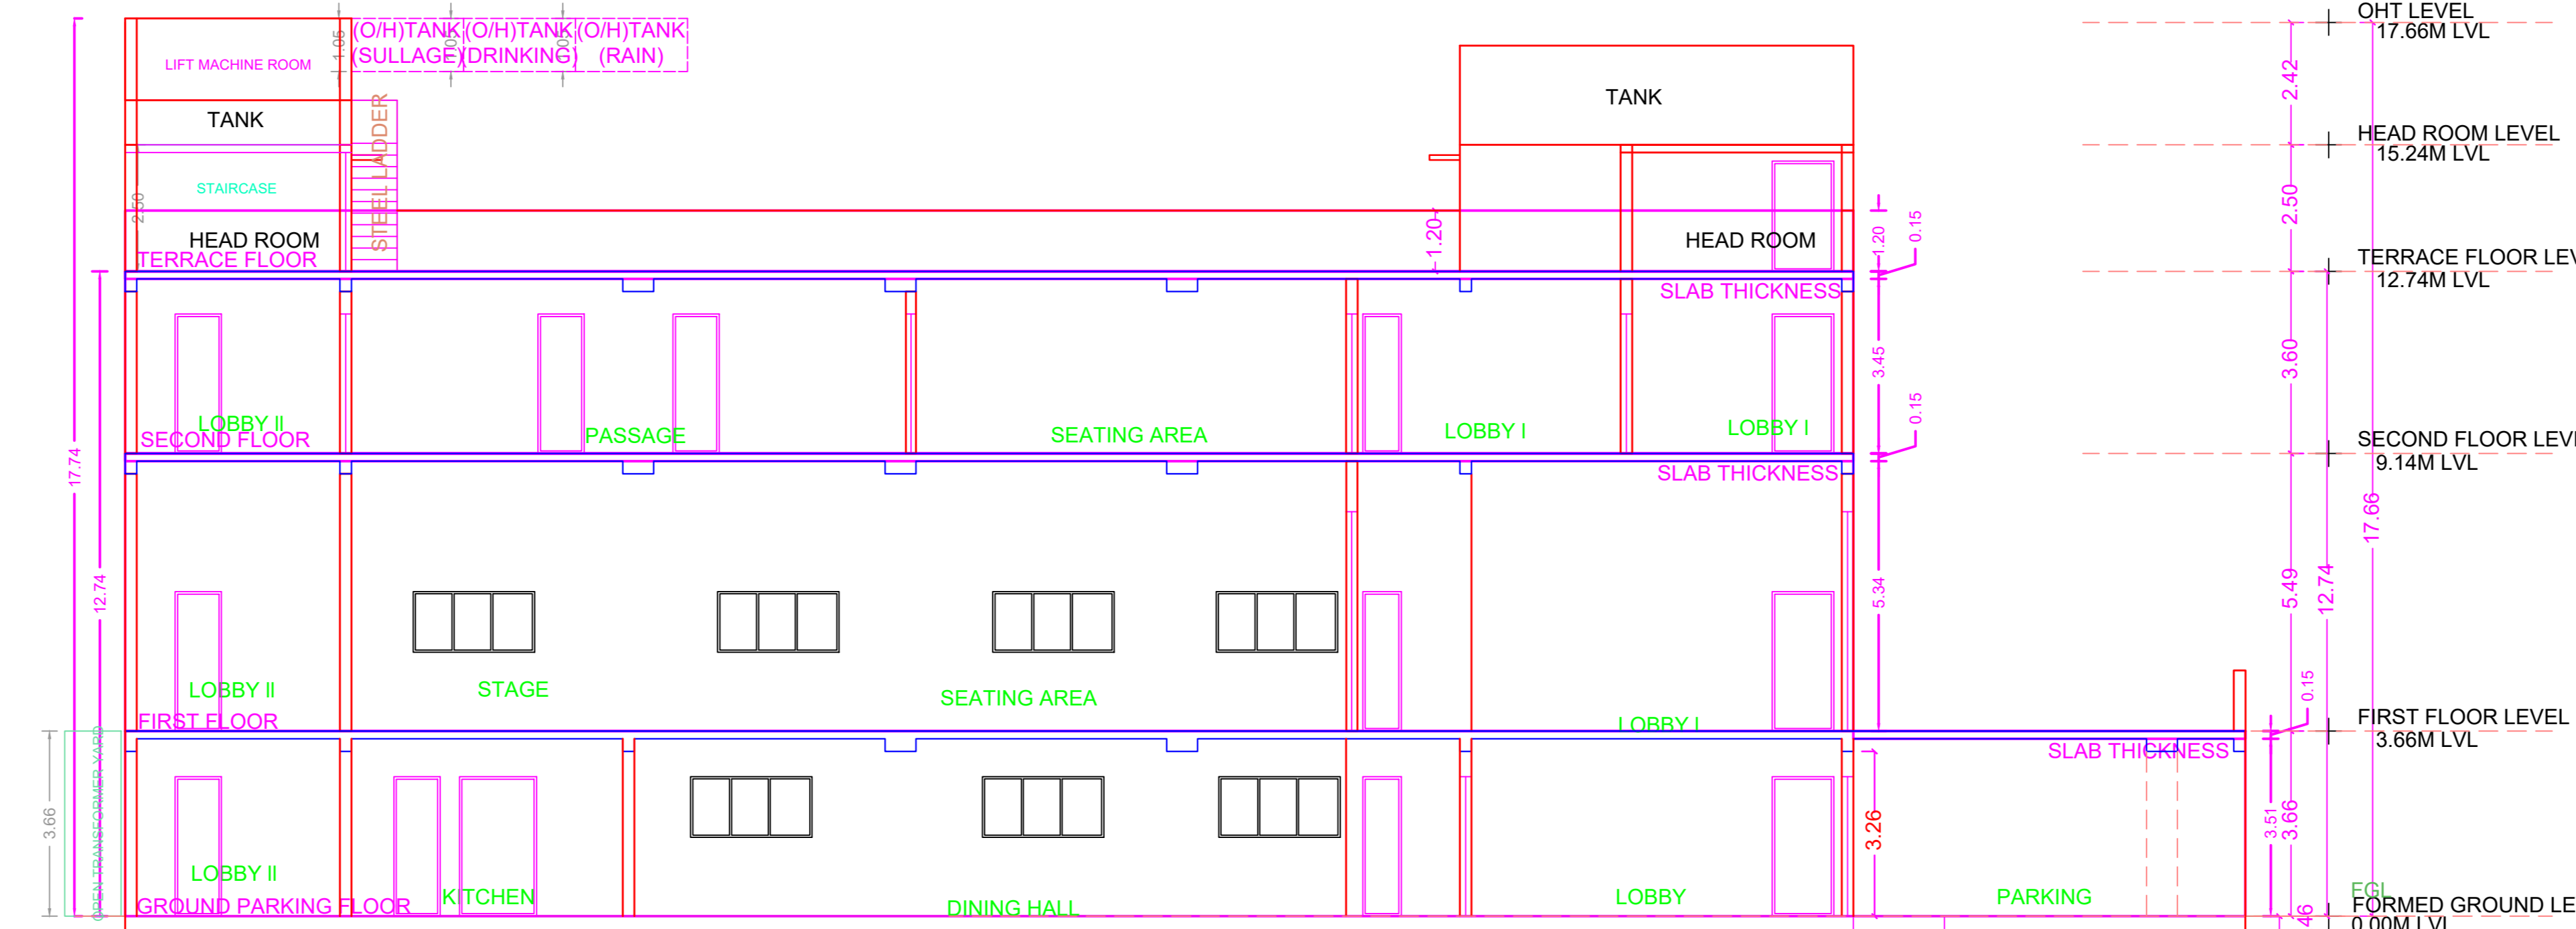 (O/H)TANK (O/H)TANK (O/H)TANK
(SULLAGE) (DRINKING) (RAIN)
1.05
1.05
LIFT MACHINE ROOM
TANK
STEEL LADDER
STAIRCASE
2.50
HEAD ROOM
TERRACE FLOOR
TANK
HEAD ROOM
1.20
1.20
0.15
SLAB THICKNESS
OHT LEVEL
17.66M LVL
2.42
HEAD ROOM LEVEL
15.24M LVL
2.50
TERRACE FLOOR LEV
12.74M LVL
3.60
3.45
0.15
LOBBY II
SECOND FLOOR
PASSAGE
SEATING AREA
LOBBY I
LOBBY I
SLAB THICKNESS
SECOND FLOOR LEV
9.14M LVL
17.74
12.74
17.66
12.74
5.49
5.34
LOBBY II
STAGE
SEATING AREA
LOBBY I
FIRST FLOOR
0.15
FIRST FLOOR LEVEL
3.66M LVL
SLAB THICKNESS
3.66
OPEN TRANSFORMER YARD
3.26
3.51
3.66
LOBBY II
KITCHEN
DINING HALL
LOBBY
PARKING
GROUND PARKING FLOOR
FGL
FORMED GROUND LE
0.00M LVL
46